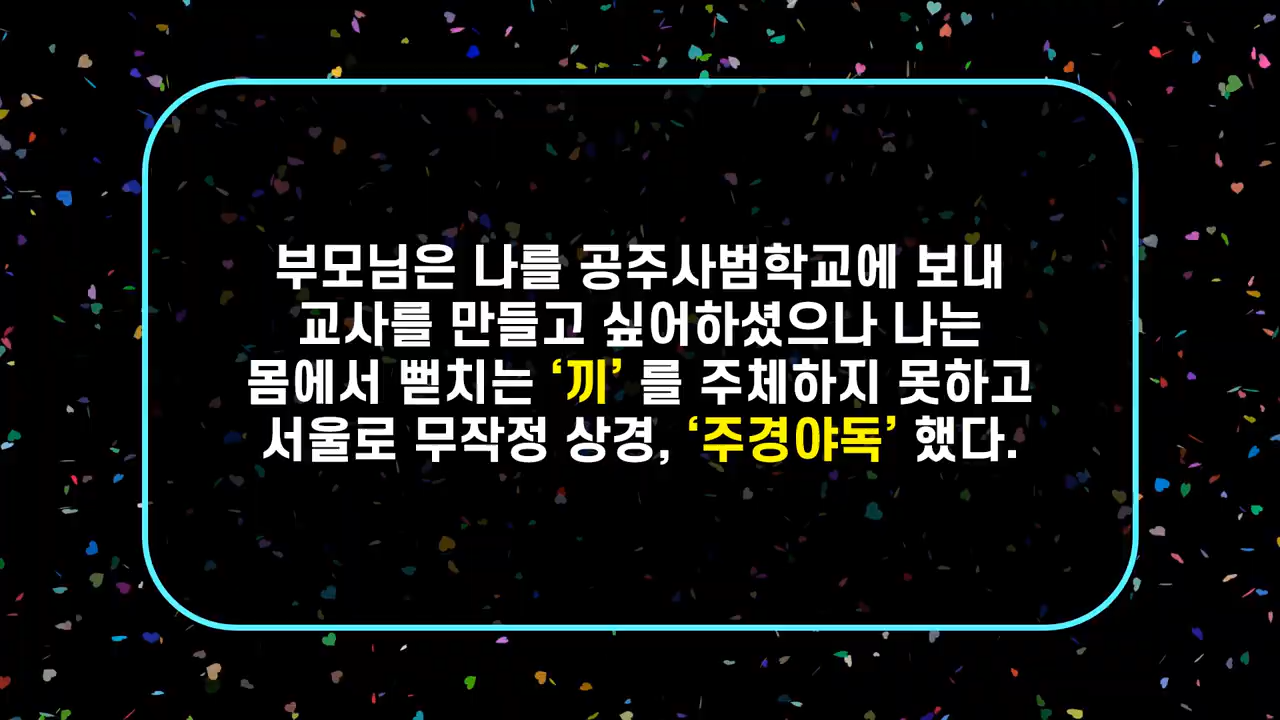 부모님은 나를 공주사범학교에 보내
교사를 만들고 싶어하셨으나 나는
몸에서 뻗치는 ‘끼’ 를 주체하지 못하고
서울로 무작정 상경, ‘주경야독’ 했다.